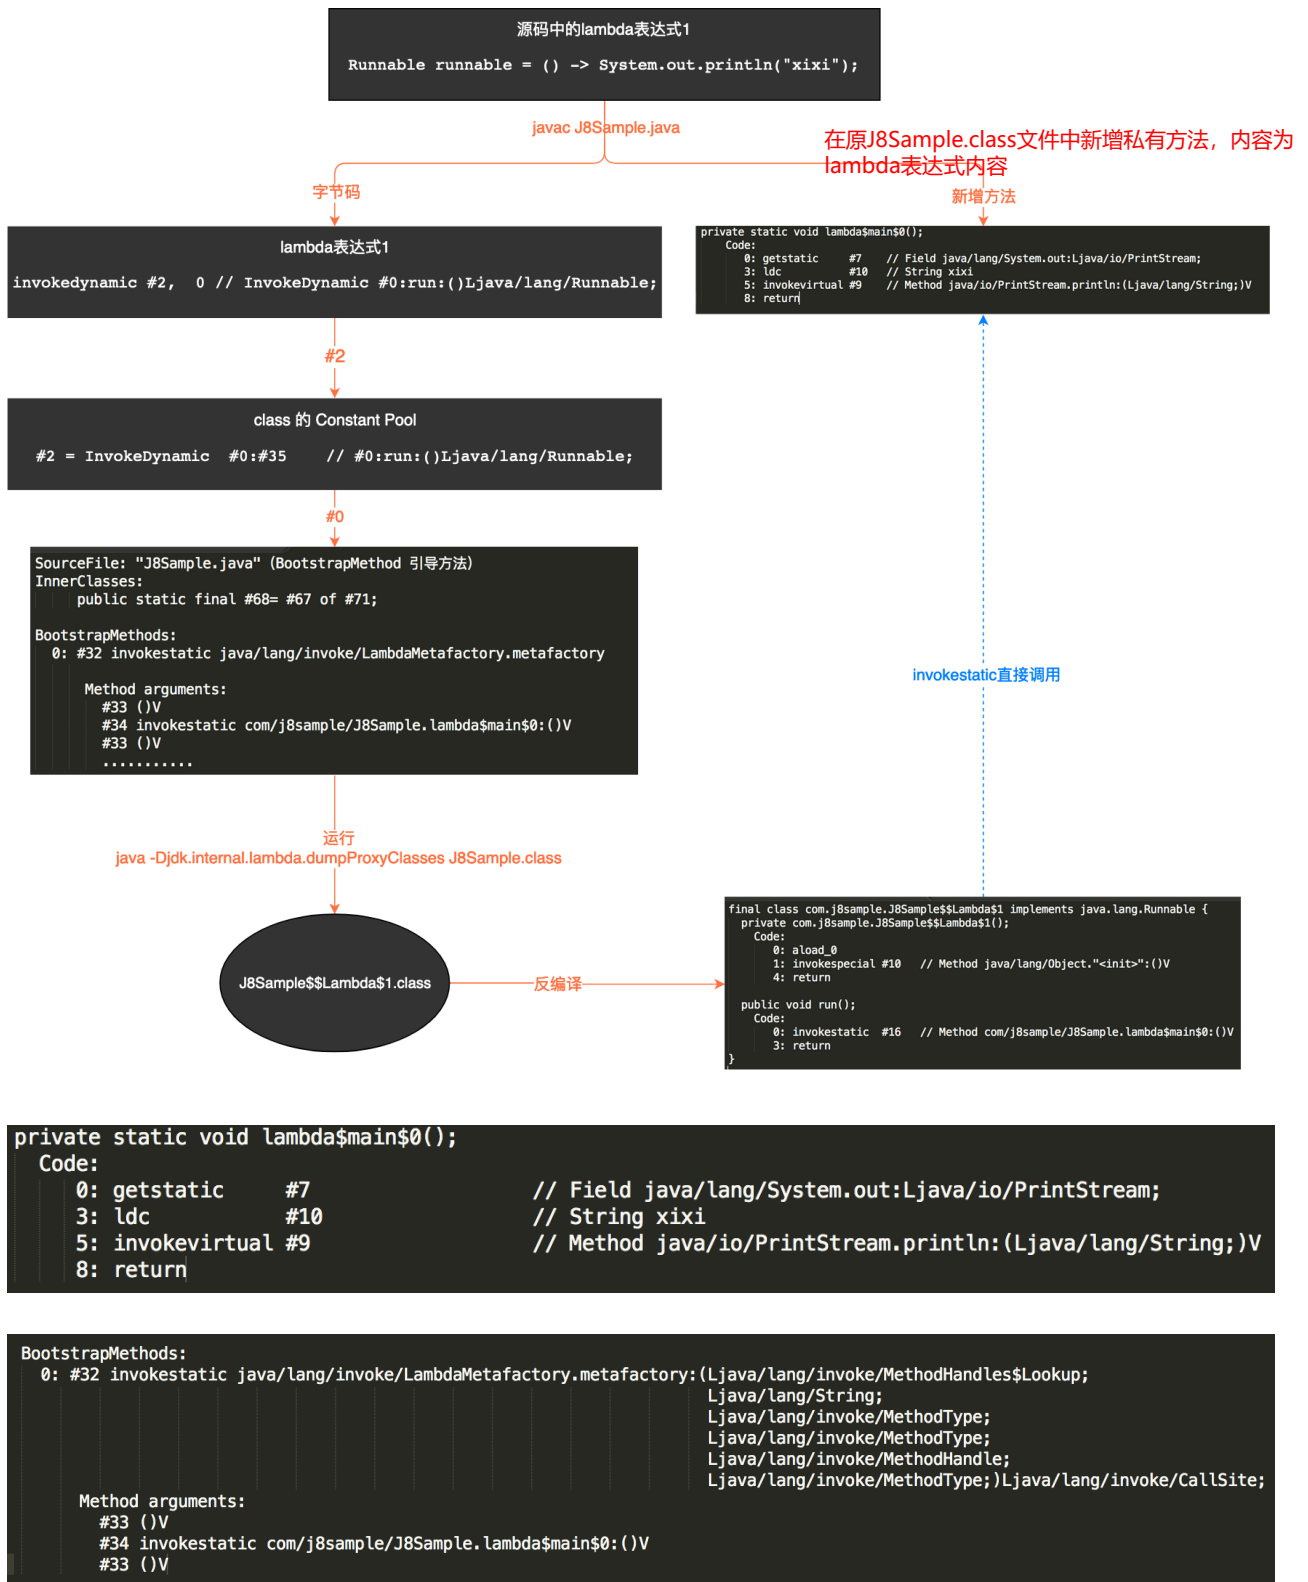 源码中的lambda表达式1
Runnable runnable = () -> System.out.println("xixi");
javac J8Sample.java
在原J8Sample.class文件中新增私有方法，内容为
lambda表达式内容
字节码
新增方法
lambda表达式1
invokedynamic #2,  0 // InvokeDynamic #0:run:()Ljava/lang/Runnable;
private static void lambda$main$0();
Code:
0: getstatic     #7    // Field java/lang/System.out:Ljava/io/PrintStream;
3: ldc           #10   // String xixi
5: invokevirtual #9    // Method java/io/PrintStream.println:(Ljava/lang/String;)V
8: return
#2
class 的 Constant Pool
#2 = InvokeDynamic  #0:#35    // #0:run:()Ljava/lang/Runnable;
#0
SourceFile: "J8Sample.java"（BootstrapMethod 引导方法）
InnerClasses:
public static final #68= #67 of #71;
BootstrapMethods:
0: #32 invokestatic java/lang/invoke/LambdaMetafactory.metafactory
Method arguments:
#33 ()V
#34 invokestatic com/j8sample/J8Sample.lambda$main$0:()V
#33 ()V
...........
invokestatic直接调用
运行
java -Djdk.internal.lambda.dumpProxyClasses J8Sample.class
J8Sample$$Lambda$1.class
反编译
final class com.j8sample.J8Sample$$Lambda$1 implements java.lang.Runnable {
private com.j8sample.J8Sample$$Lambda$1();
Code:
0: aload_0
1: invokespecial #10   // Method java/lang/Object."<init>":()V
4: return
public void run();
Code:
0: invokestatic  #16   // Method com/j8sample/J8Sample.lambda$main$0:()V
3: return
}
private static void lambda$main$0();
Code:
0: getstatic     #7                  // Field java/lang/System.out:Ljava/io/PrintStream;
3: ldc           #10                 // String xixi
5: invokevirtual #9                  // Method java/io/PrintStream.println:(Ljava/lang/String;)V
8: return
BootstrapMethods:
0: #32 invokestatic java/lang/invoke/LambdaMetafactory.metafactory:(Ljava/lang/invoke/MethodHandles$Lookup;
Ljava/lang/String;
Ljava/lang/invoke/MethodType;
Ljava/lang/invoke/MethodType;
Ljava/lang/invoke/MethodHandle;
Ljava/lang/invoke/MethodType;)Ljava/lang/invoke/CallSite;
Method arguments:
#33 ()V
#34 invokestatic com/j8sample/J8Sample.lambda$main$0:()V
#33 ()V